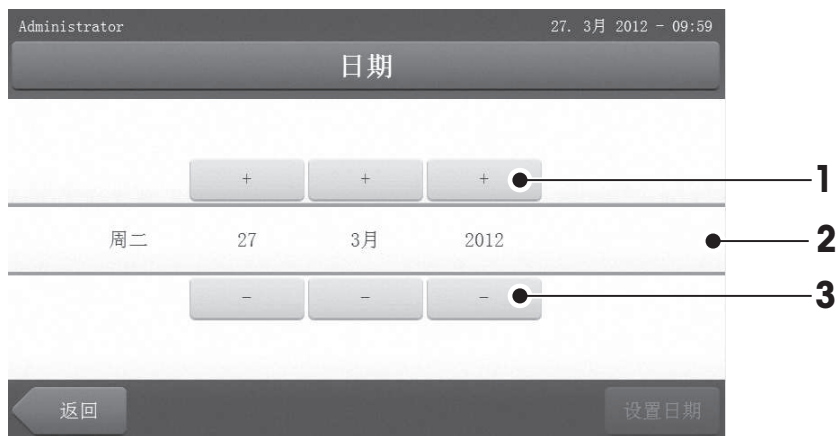 Administrator 27. 3月 2012 - 09:59
日期
+ + + 1
周二 27 3月 2012 2
- - - 3
返回 设置日期